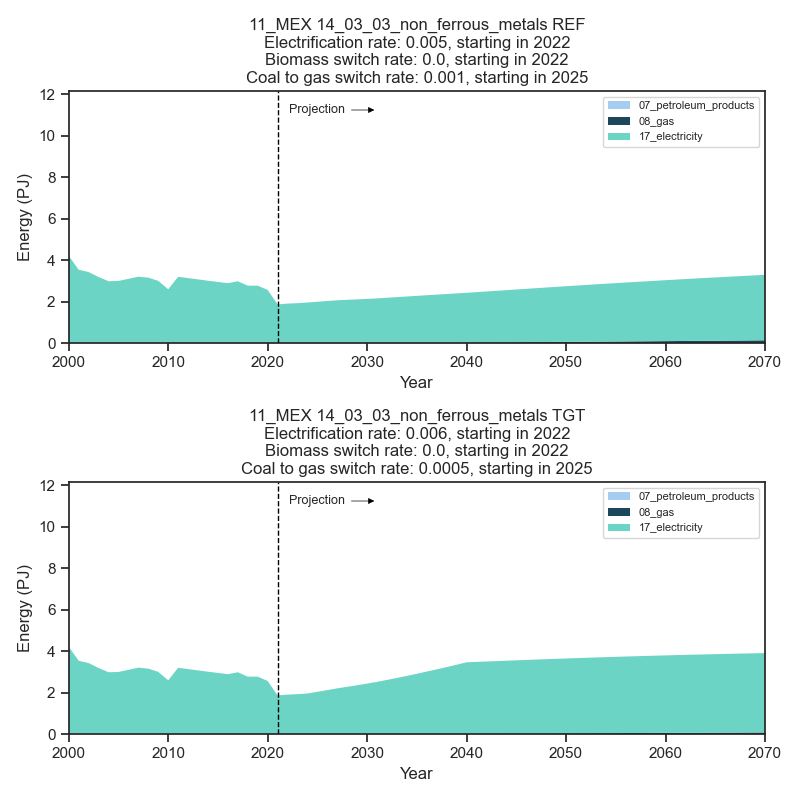 11_MEX 14_03_03_non_ferrous_metals REF
Electrification rate: 0.005, starting in 2022
Biomass switch rate: 0.0, starting in 2022
Coal to gas switch rate: 0.001, starting in 2025
12
10
8
6
4
2
0
Energy (PJ)
Projection
07_petroleum_products
08_gas
17_electricity
2000 2010 2020 2030 2040 2050 2060 2070
Year
11_MEX 14_03_03_non_ferrous_metals TGT
Electrification rate: 0.006, starting in 2022
Biomass switch rate: 0.0, starting in 2022
Coal to gas switch rate: 0.0005, starting in 2025
12
10
8
6
4
2
0
Energy (PJ)
Projection
07_petroleum_products
08_gas
17_electricity
2000 2010 2020 2030 2040 2050 2060 2070
Year